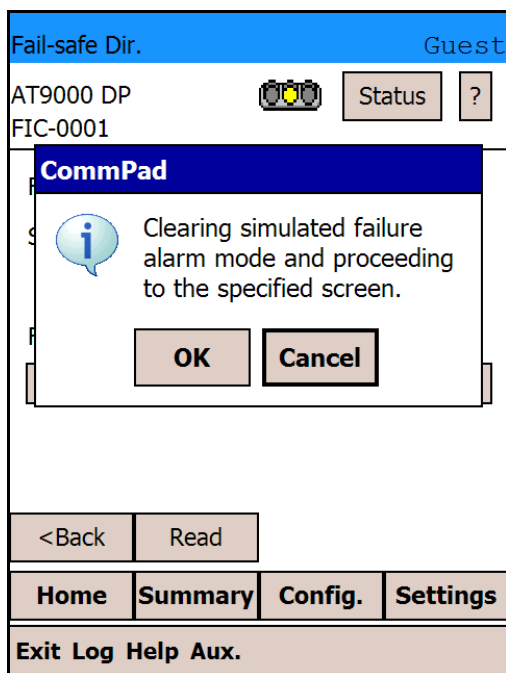 Fail-safe Dir. Guest
AT9000 DP Status ?
FIC-0001
CommPad
Clearing simulated failure
alarm mode and proceeding
to the specified screen.
OK Cancel
<Back Read
Home Summary Config. Settings
Exit Log Help Aux.